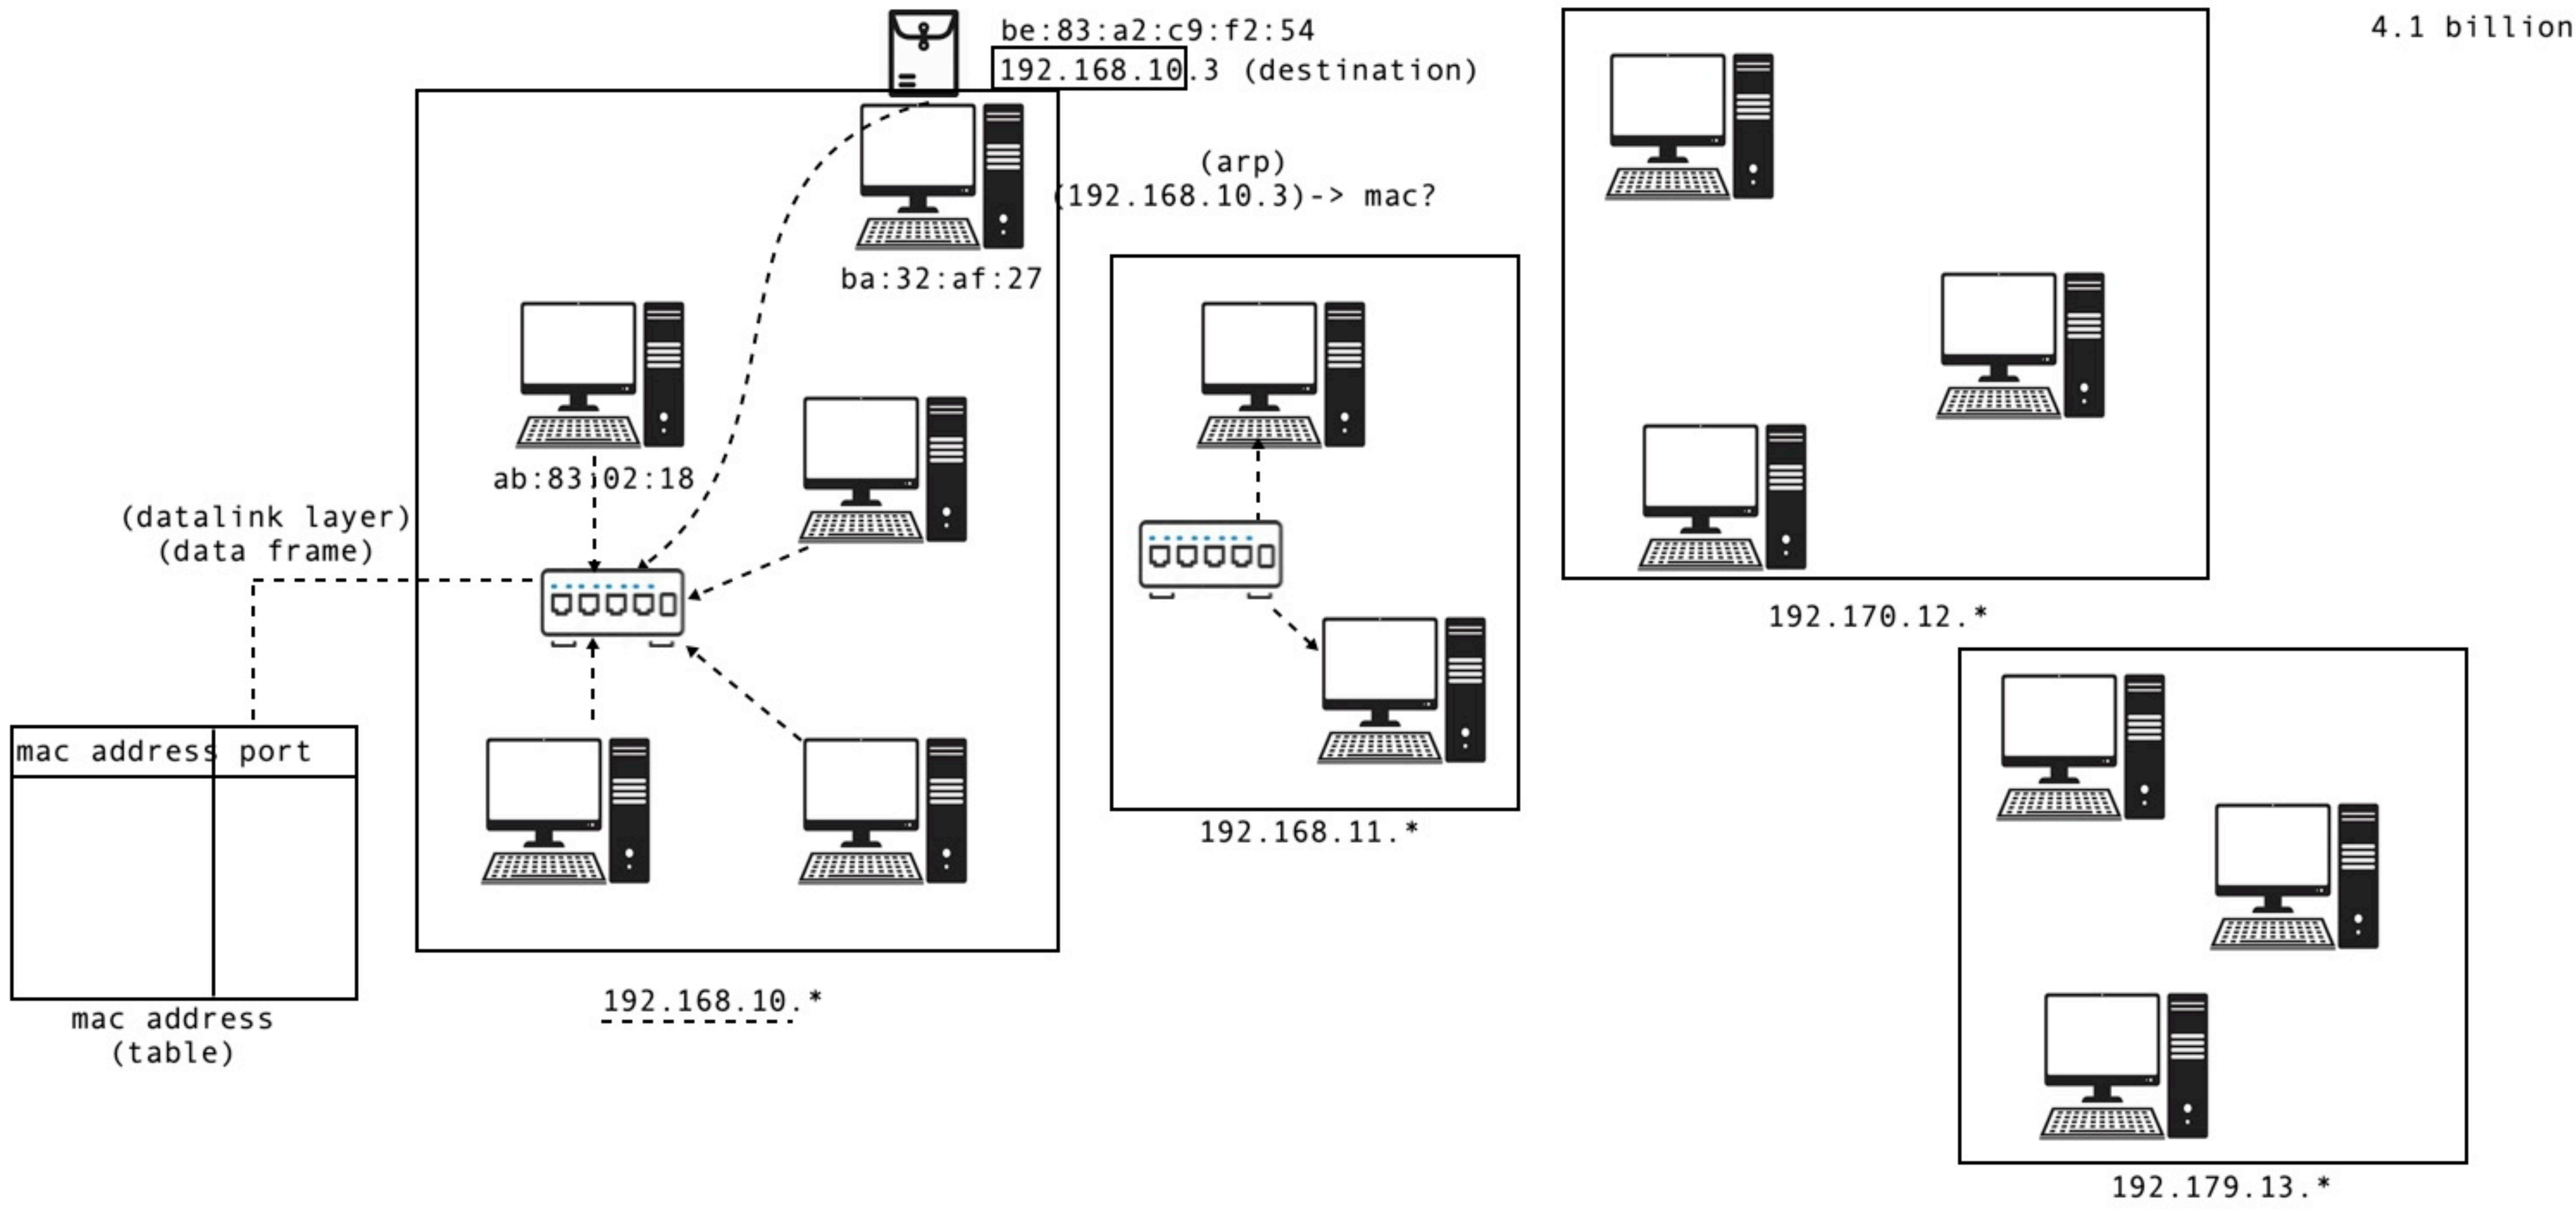 be:83:a2:c9:f2:54
192.168.10.3 (destination)
4.1 billion
(arp)
(192.168.10.3)-> mac?
ba:32:af:27
ab:83:02:18
(datalink layer)
(data frame)
192.170.12.*
mac address port
192.168.11.*
192.168.10.*
mac address
(table)
192.179.13.*